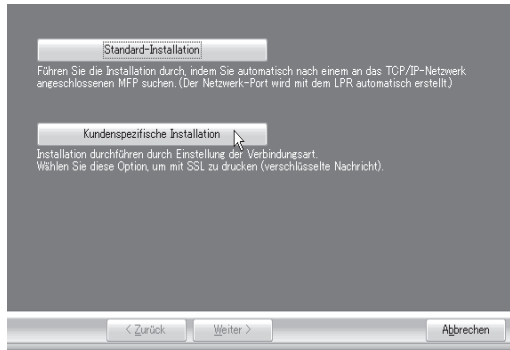 Standard-Installation
Führen Sie die Installation durch, indem Sie automatisch nach einem an das TCP/IP-Netzwerk
angeschlossenen MFP suchen. (Der Netzwerk-Port wird mit dem LPR automatisch erstellt.)
Kundenspezifische Installation
Installation durchführen durch Einstellung der Verbindungsart.
Wählen Sie diese Option, um mit SSL zu drucken (verschlüsselte Nachricht).
< Zurück
Weiter >
Abbrechen